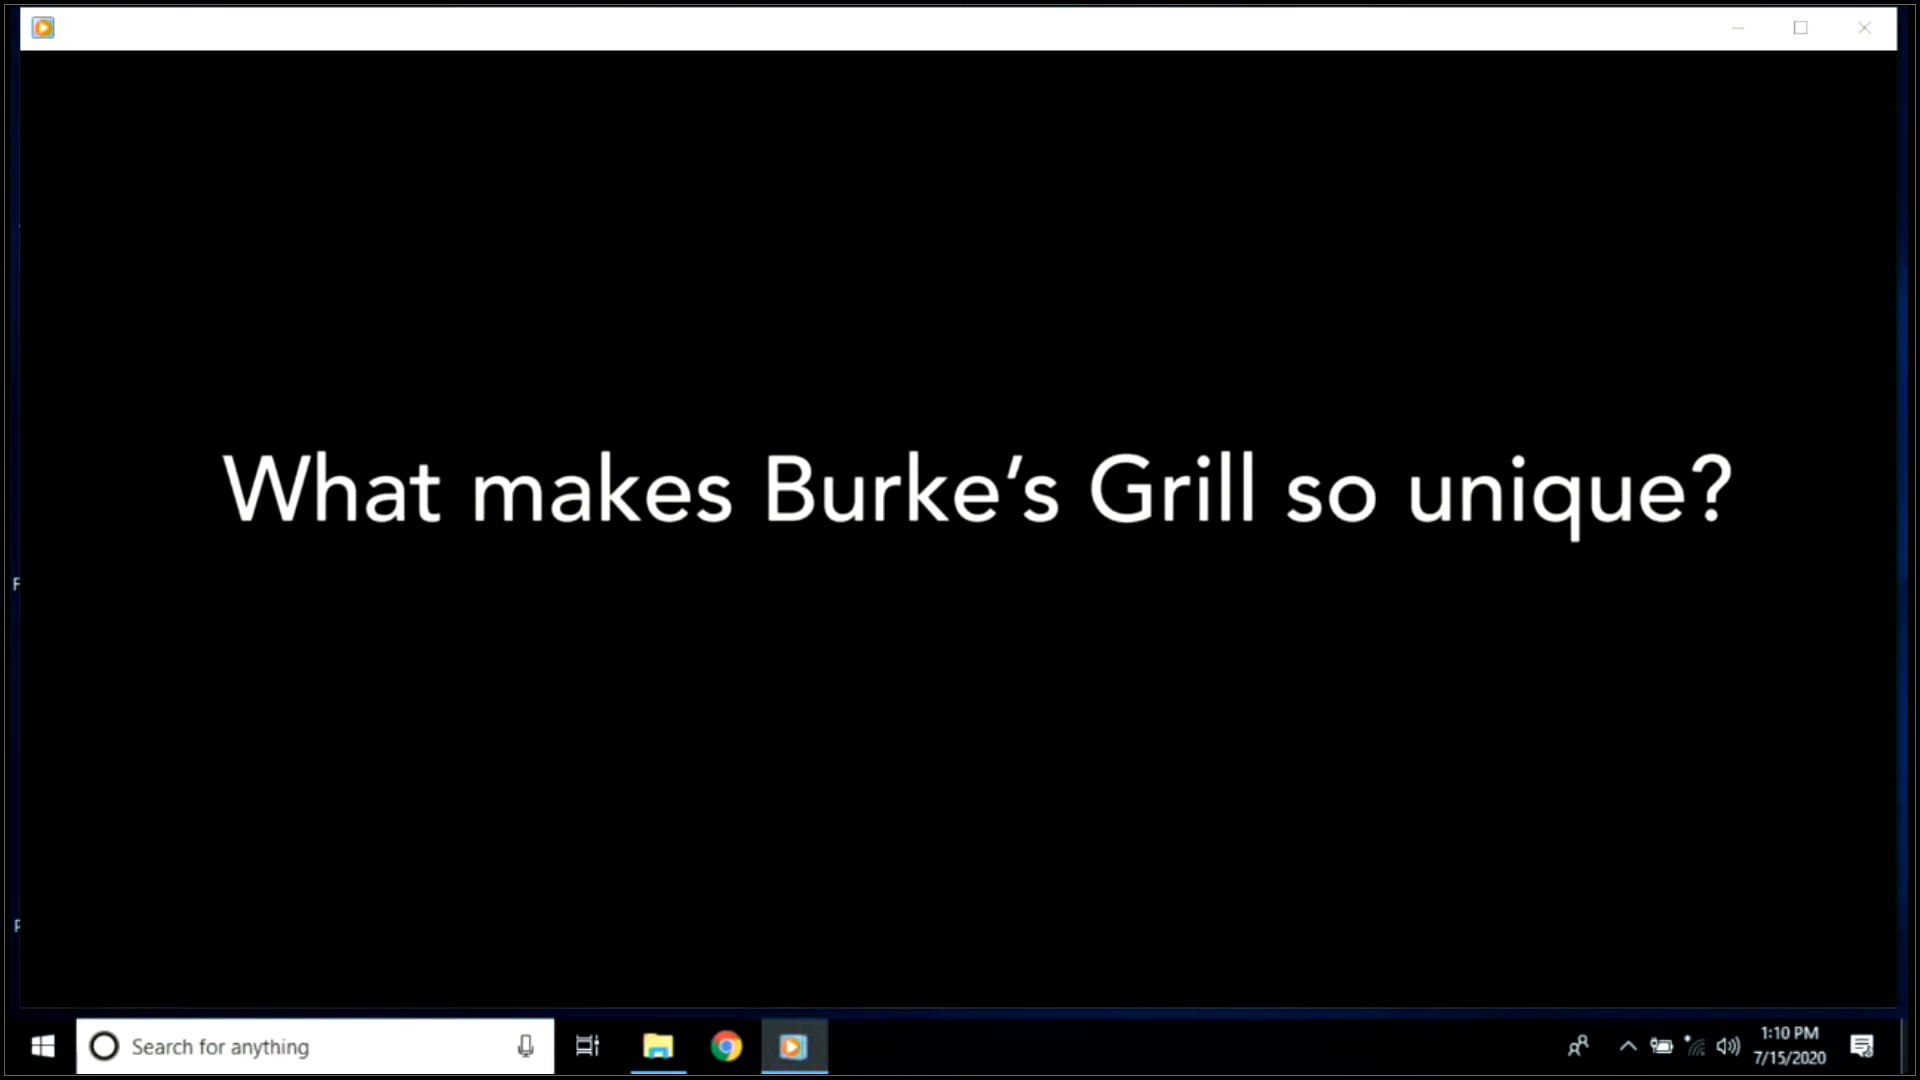 What makes Burke’s Grill so unique?
F
P
Search for anything
1:10 PM
7/15/2020